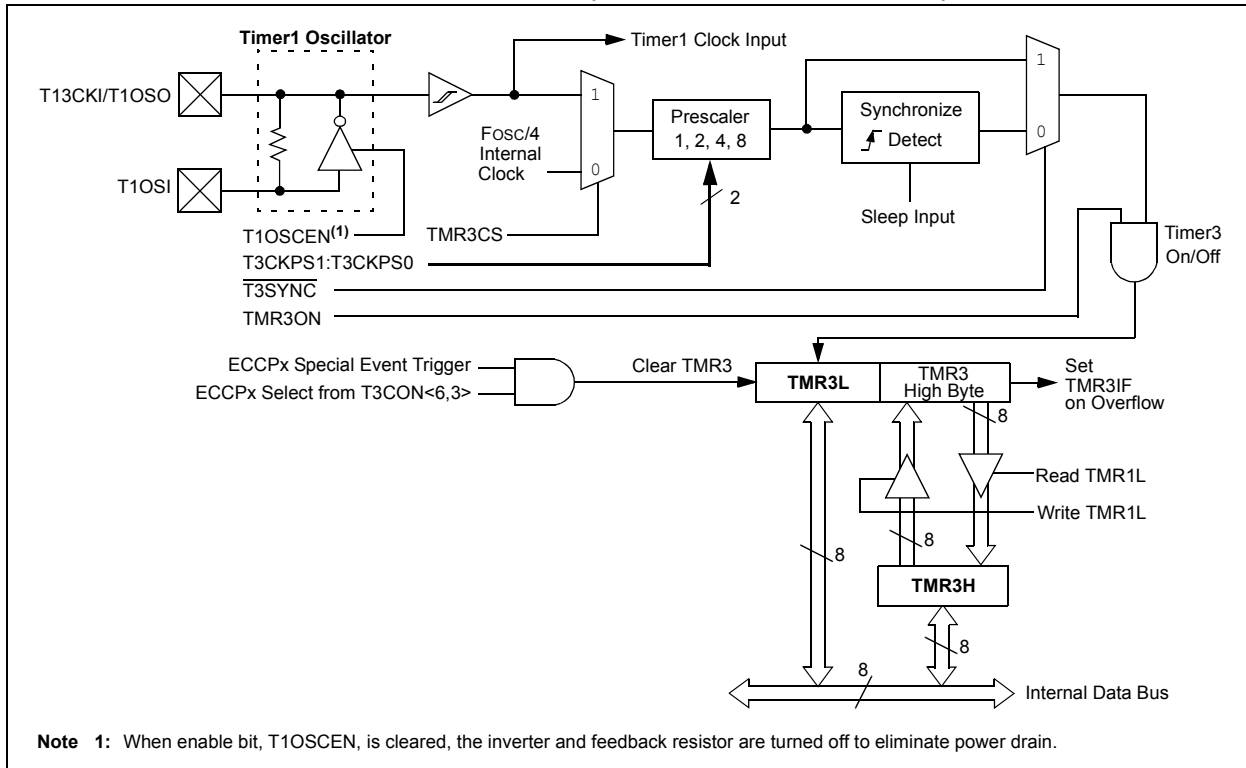 Timer1 Oscillator
Timer1 Clock Input
T13CKI/T1OSO
1
1
FOSC/4
Internal
Clock
0
Prescaler
1, 2, 4, 8
Synchronize
Detect
0
T1OSI
2
Sleep Input
T1OSCEN(1)
TMR3CS
Timer3
On/Off
T3CKPS1:T3CKPS0
T3SYNC
TMR3ON
ECCPx Special Event Trigger
ECCPx Select from T3CON<6,3>
Clear TMR3
TMR3L
TMR3
High Byte
Set
TMR3IF
on Overflow
8
Read TMR1L
Write TMR1L
8
8
TMR3H
8
8
Internal Data Bus
Note 1: When enable bit, T1OSCEN, is cleared, the inverter and feedback resistor are turned off to eliminate power drain.